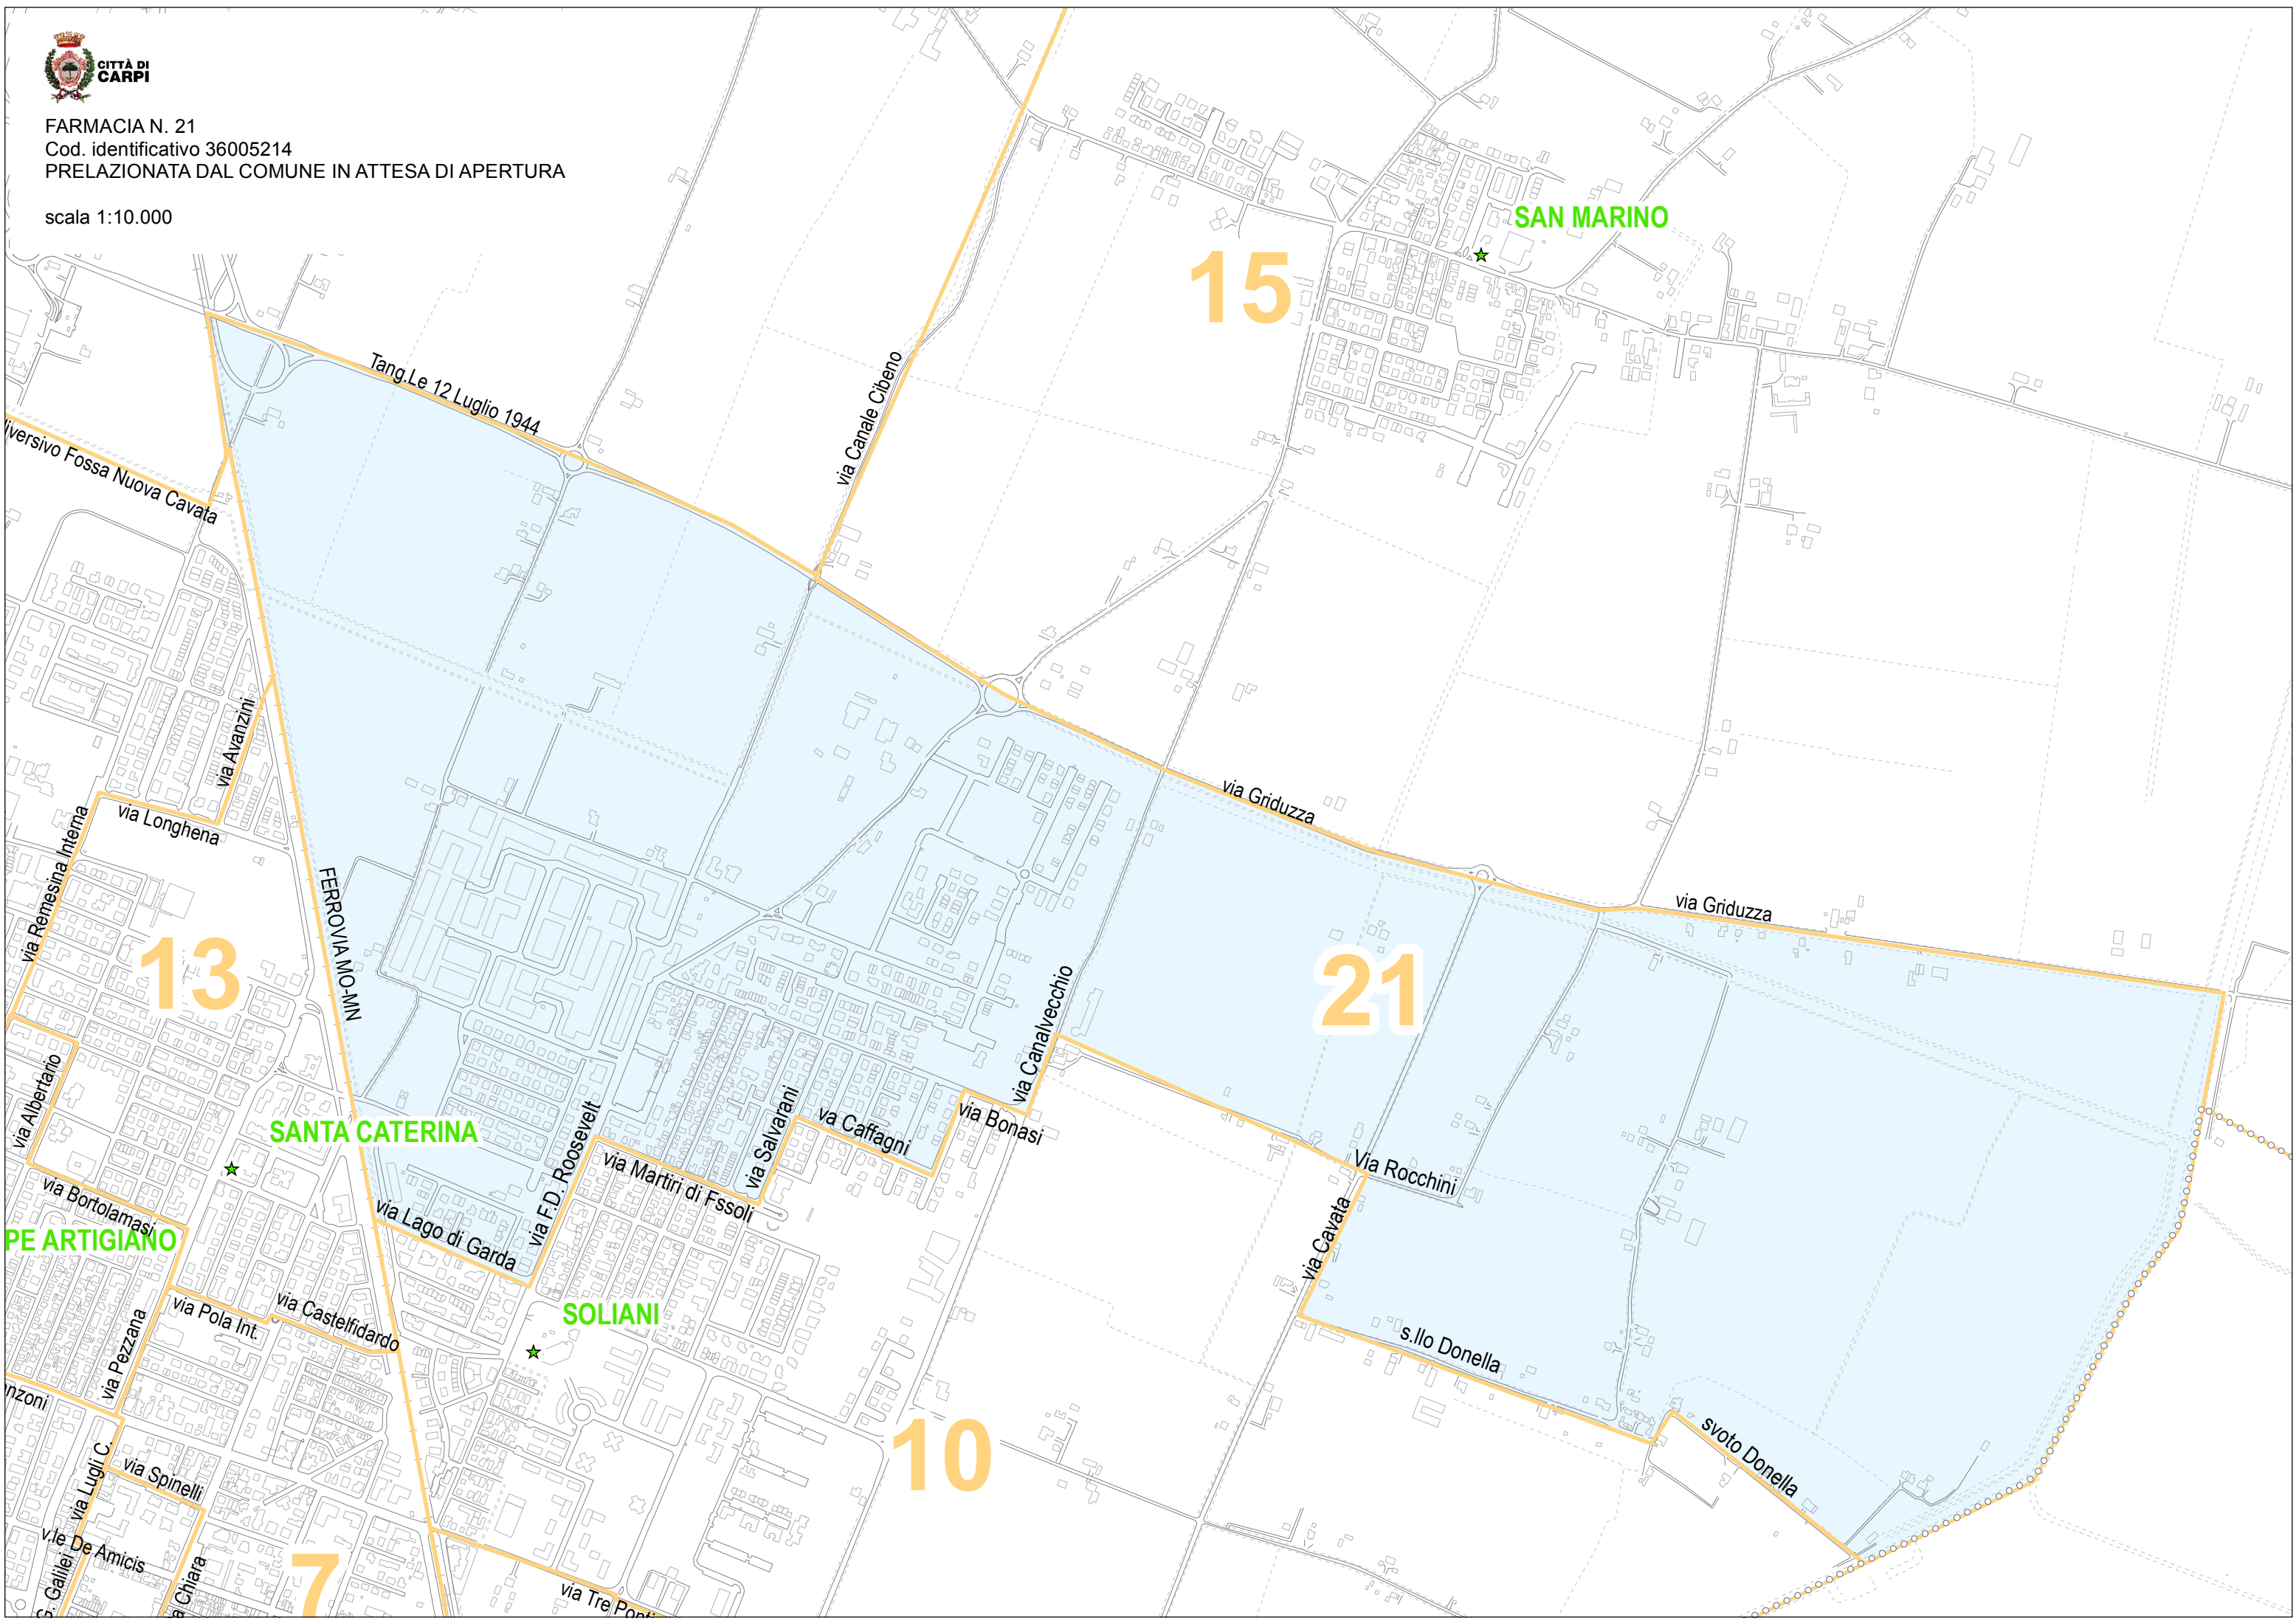 CITTÀ DI
CARPI
FARMACIA N. 21
Cod. identificativo 36005214
PRELAZIONATA DAL COMUNE IN ATTESA DI APERTURA
scala 1:10.000
SAN MARINO
15
Tang.Le 12 Luglio 1944
via Canale Cibeno
iversivo Fossa Nuova Cavata
via Avanzini
via Longhena
via Remesina Interna
FERROVIA MO-MN
13
via Griduzza
via Griduzza
21
via Canalvecchio
via Albertario
SANTA CATERINA
via F.D. Roosevelt
via Salvarani
va Caffagni
via Bonasi
via Martiri di Fssoli
Via Rocchini
via Cavata
via Bortolamasi
PE ARTIGIANO
via Lago di Garda
SOLIANI
via Pola Int.
via Castelfidardo
via Pezzana
s.llo Donella
svoto Donella
nzoni
10
via Lugli C.
via Spinelli
v.le De Amicis
G. Galilei
a Chiara
7
via Tre Ponti